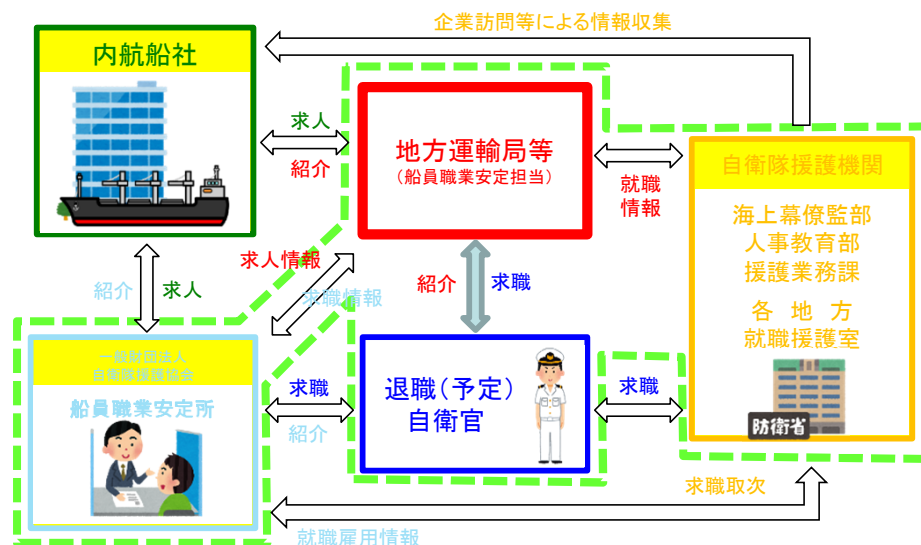 企業訪問等による情報収集
内航船社
求人
紹介
地方運輸局等
（船員職業安定担当）
就職
情報
自衛隊援護機関
海上幕僚監部
人事教育部
援護業務課
各地方
就職援護室
防衛省
紹介
求人
求人情報
求職情報
紹介
求職
一般財団法人
自衛隊援護協会
船員職業安定所
求職
紹介
退職（予定）
自衛官
求職
求職取次
就職雇用情報